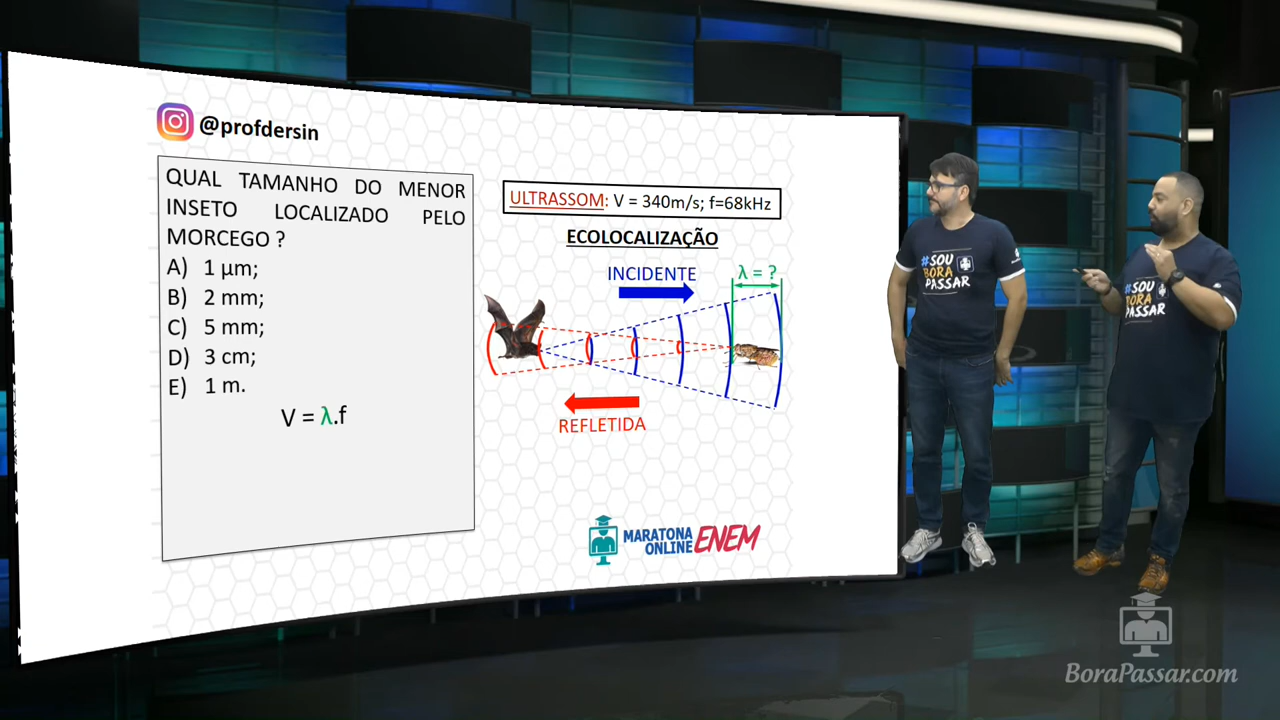 @profdersin
QUAL TAMANHO DO MENOR
INSETO LOCALIZADO PELO
MORCEGO ?
A) 1 µm;
B) 2 mm;
C) 5 mm;
D) 3 cm;
E) 1 m.
V = λ.f
ULTRASSOM: V = 340m/s; f=68kHz
ECOLOCALIZAÇÃO
INCIDENTE
λ = ?
REFLETIDA
MARATONA
ONLINE
ENEM
#SOU
BORA
PASSAR
#SOU
BORA
PASSAR
BoraPassar.com